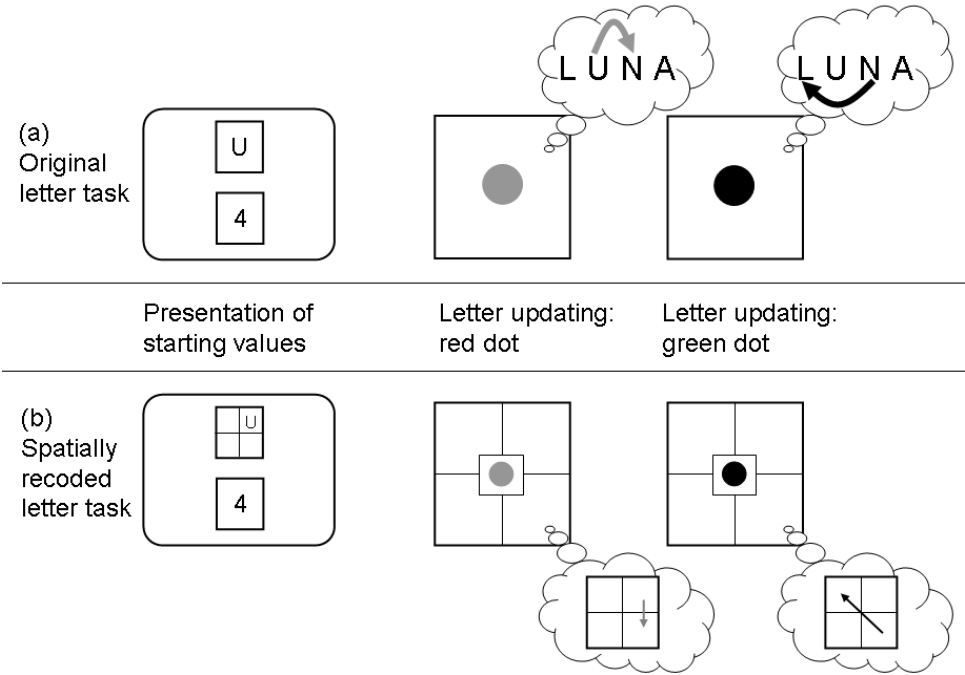 L U N A
L U N A
(a)
Original
letter task
U
4
Presentation of
starting values
Letter updating:
red dot
Letter updating:
green dot
(b)
Spatially
recoded
letter task
U
4